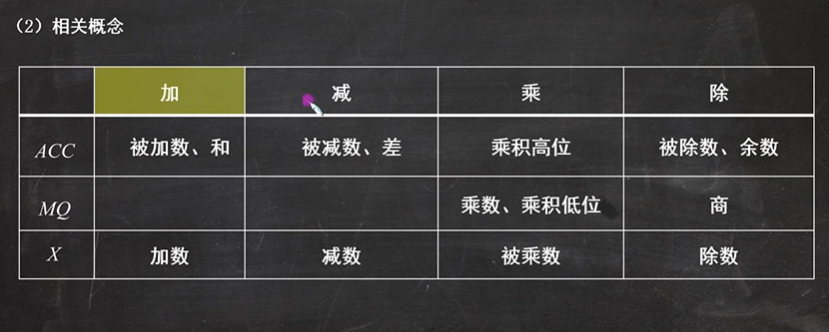 （2）相关概念
加 减 乘 除
ACC 被加数、和 被减数、差 乘积高位 被除数、余数
MQ 乘数、乘积低位 商
X 加数 减数 被乘数 除数